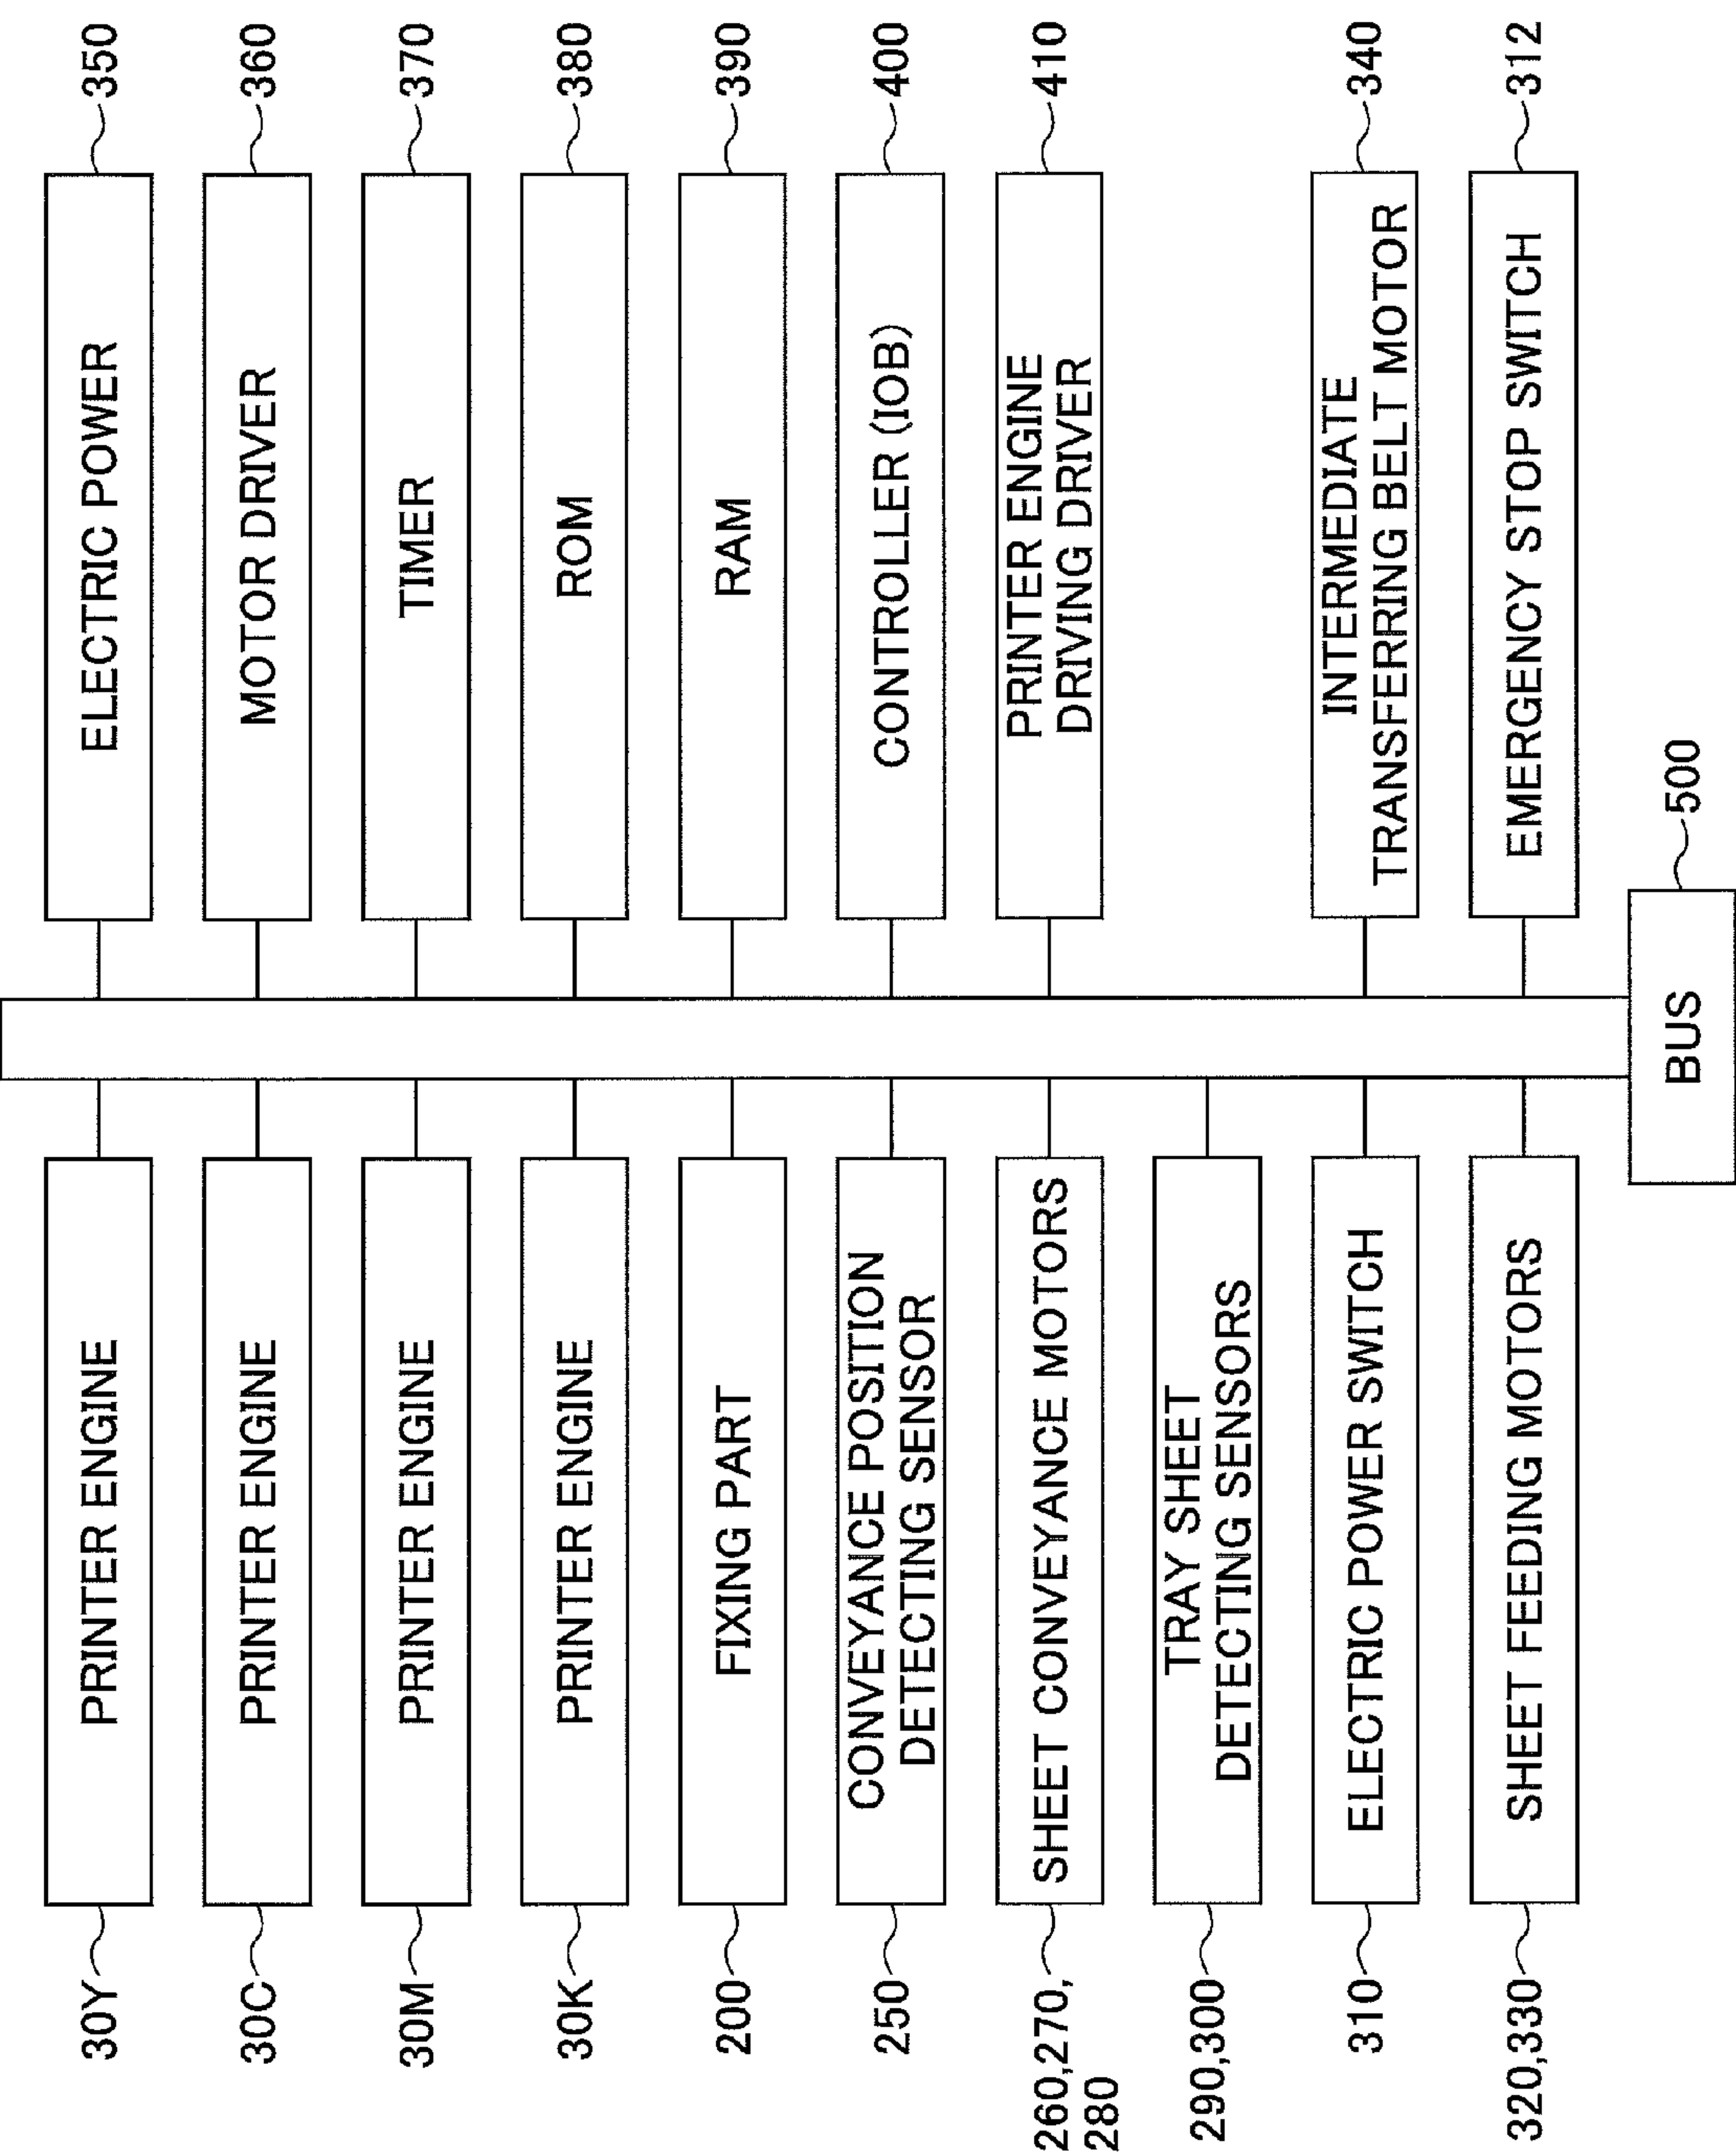 30Y
PRINTER ENGINE
ELECTRIC POWER
350
30C
PRINTER ENGINE
MOTOR DRIVER
360
30M
PRINTER ENGINE
TIMER
370
30K
PRINTER ENGINE
ROM
380
200
FIXING PART
RAM
390
250
CONVEYANCE POSITION
DETECTING SENSOR
CONTROLLER (IOB)
400
260,270,
280
SHEET CONVEYANCE MOTORS
PRINTER ENGINE
DRIVING DRIVER
410
290,300
TRAY SHEET
DETECTING SENSORS
310
ELECTRIC POWER SWITCH
INTERMEDIATE
TRANSFERRING BELT MOTOR
340
320,330
SHEET FEEDING MOTORS
EMERGENCY STOP SWITCH
312
BUS
500